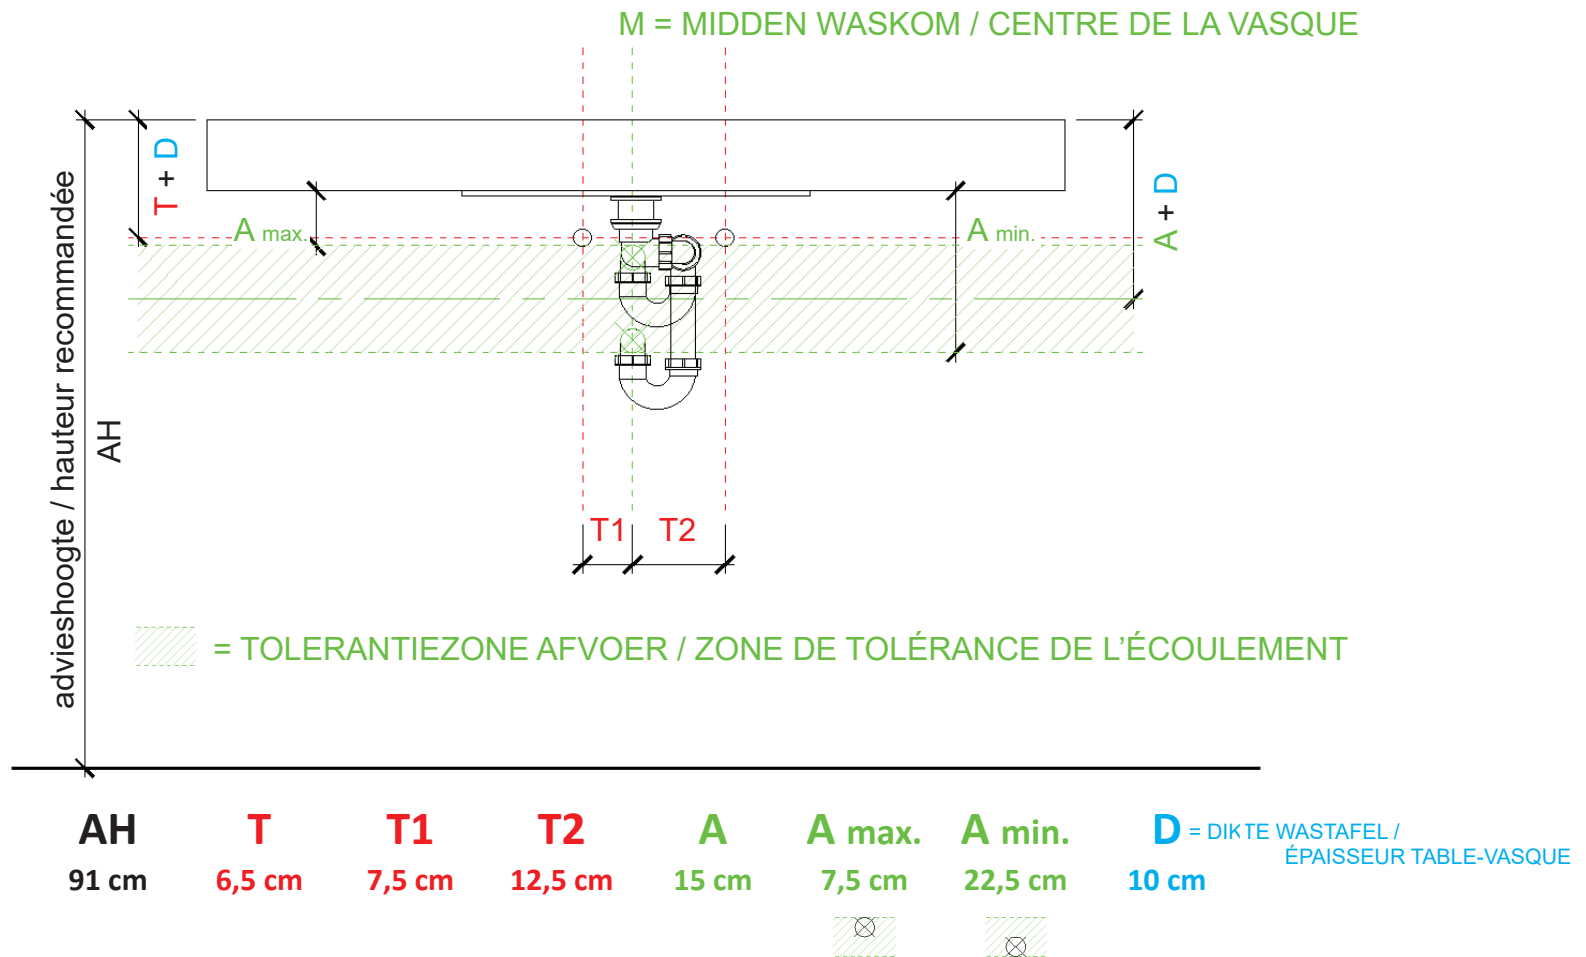 M = MIDDEN WASKOM / CENTRE DE LA VASQUE
T + D
A max.
A min.
A + D
advieshoogte / hauteur recommandée
AH
T1
T2
= TOLERANTIEZONE AFVOER / ZONE DE TOLÉRANCE DE L'ÉCOULEMENT
AH T T1 T2 A A max. A min. D = DIKTE WASTAFEL /
ÉPAISSEUR TABLE-VASQUE
91 cm 6,5 cm 7,5 cm 12,5 cm 15 cm 7,5 cm 22,5 cm 10 cm